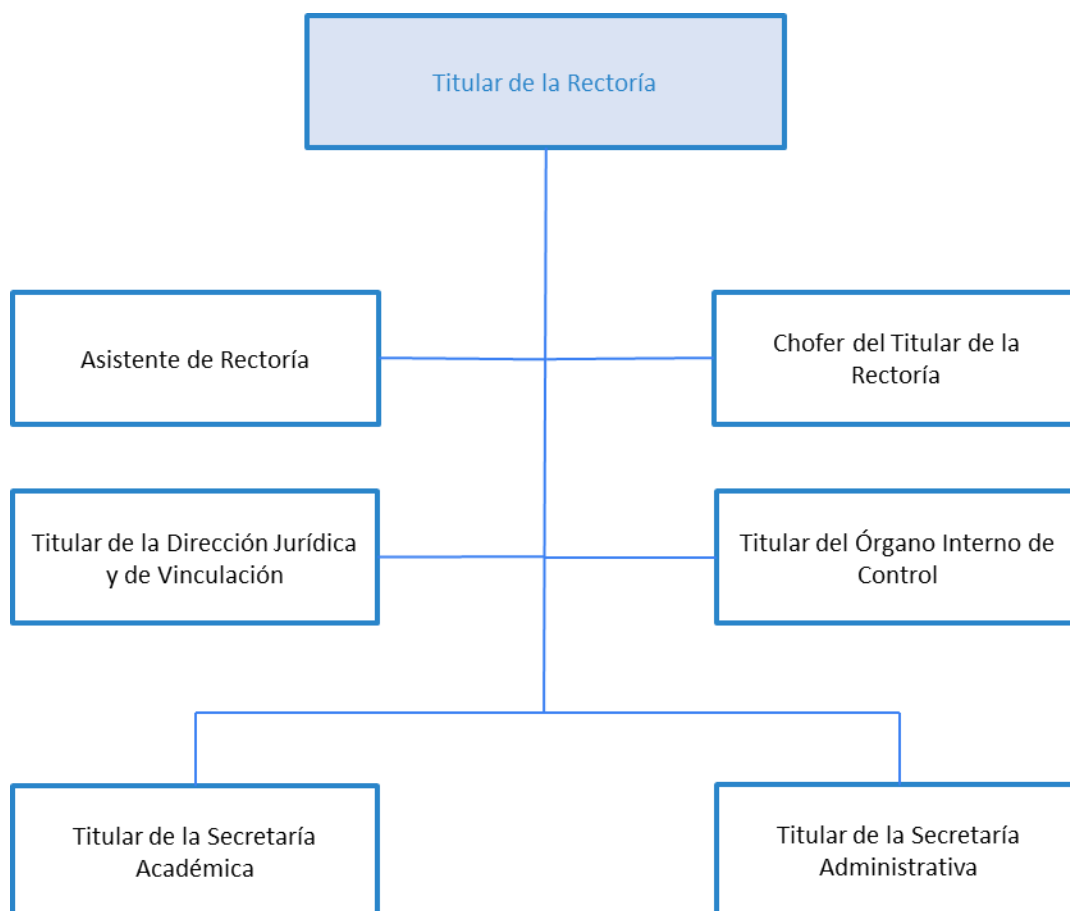 Titular de la Rectoría
Asistente de Rectoría
Chofer del Titular de la
Rectoría
Titular de la Dirección Jurídica
y de Vinculación
Titular del Órgano Interno de
Control
Titular de la Secretaría
Académica
Titular de la Secretaría
Administrativa